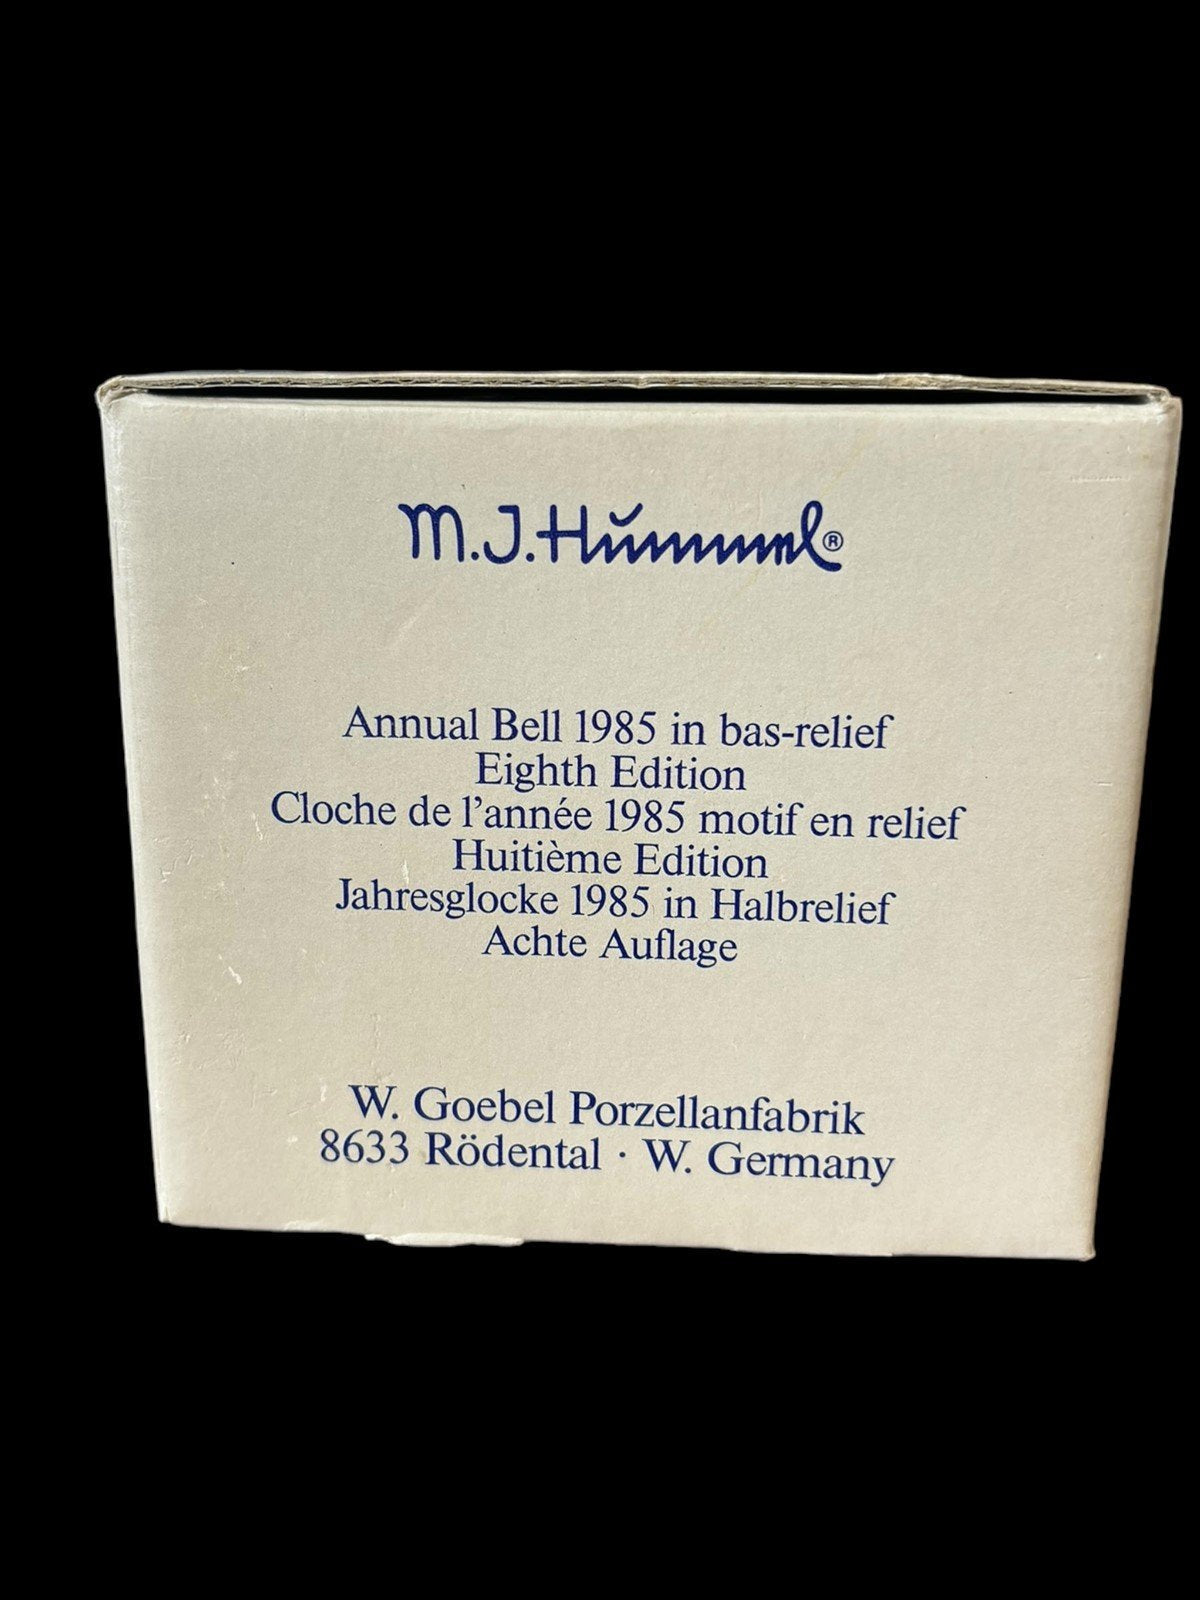 M.J.Hummel®
Annual Bell 1985 in bas-relief
Eighth Edition
Cloche de l'année 1985 motif en relief
Huitième Edition
Jahresglocke 1985 in Halbrelief
Achte Auflage
W. Goebel Porzellanfabrik
8633 Rödental · W. Germany